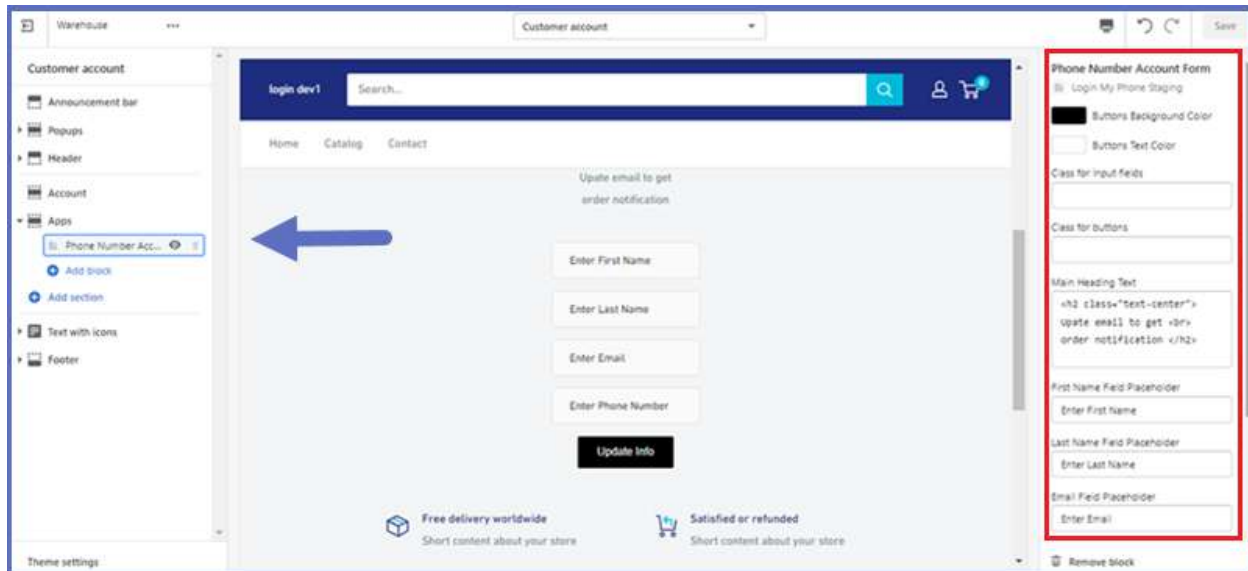 Warehouse
Customer account
Save
Customer account
Announcement bar
Popups
Header
Account
Apps
Phone Number Acc...
Add block
Add section
Text with icons
Footer
Theme settings
login dev1
Search...
0
Home Catalog Contact
Upate email to get
order notification
Enter First Name
Enter Last Name
Enter Email
Enter Phone Number
Update Info
Free delivery worldwide
Short content about your store
Satisfied or refunded
Short content about your store
Phone Number Account Form
Login My Phone Staging
Buttons Background Color
Buttons Text Color
Class for input fields
Class for buttons
Main Heading Text
<h2 class="text-center">
Upate email to get <br>
order notification </h2>
First Name Field Placeholder
Enter First Name
Last Name Field Placeholder
Enter Last Name
Email Field Placeholder
Enter Email
Remove block